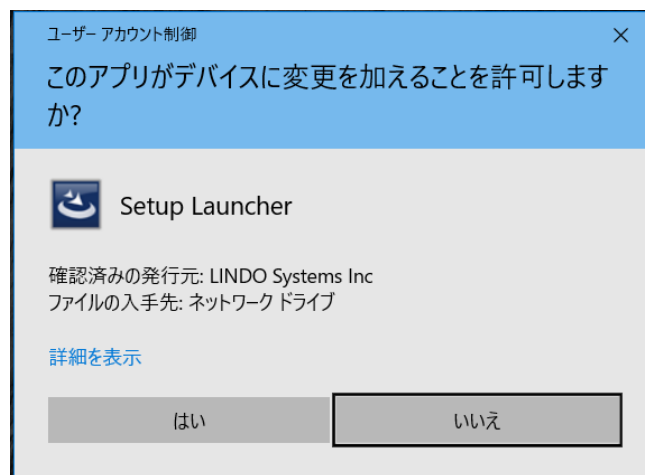 ユーザー アカウント制御
このアプリがデバイスに変更を加えることを許可します
か?
Setup Launcher
確認済みの発行元: LINDO Systems Inc
ファイルの入手先: ネットワーク ドライブ
詳細を表示
はい
いいえ